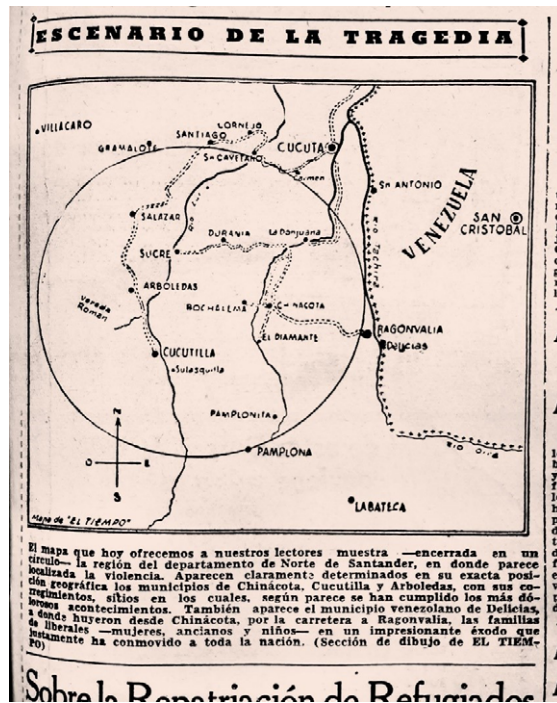 ESCENARIO DE LA TRAGEDIA
VILLACARO
CORNEJO
SANTIAGO
GRAMALOTE
CUCUTA
Sn CAYETANO
Carmen
Sn ANTONIO
VENEZUELA
SAN CRISTOBAL
SALAZAR
Rio Tachira
DURANIA
La Donjuana
SUCRE
ARBOLEDAS
Vereda Roman
BOCHALEMA
CHINACOTA
RAGONVALIA
EL DIAMANTE
Delicias
CUCUTILLA
Sulasquilla
PAMPLONITA
N
O
E
S
PAMPLONA
LABATECA
Mapa de "EL TIEMPO"
El mapa que hoy ofrecemos a nuestros lectores muestra —encerrada en un
círculo— la región del departamento de Norte de Santander, en donde parece
localizada la violencia. Aparecen claramente determinados en su exacta posi-
ción geográfica los municipios de Chinácota, Cucutilla y Arboledas, con sus co-
rregimientos, sitios en los cuales, según parece se han cumplido los más do-
lorosos acontecimientos. También aparece el municipio venezolano de Delicias,
a donde huyeron desde Chinácota, por la carretera a Ragonvalia, las familias
de liberales —mujeres, ancianos y niños— en un impresionante éxodo que
justamente ha conmovido a toda la nación. (Sección de dibujo de EL TIEM-
PO)
Sobre la Repatriación de Refugiados